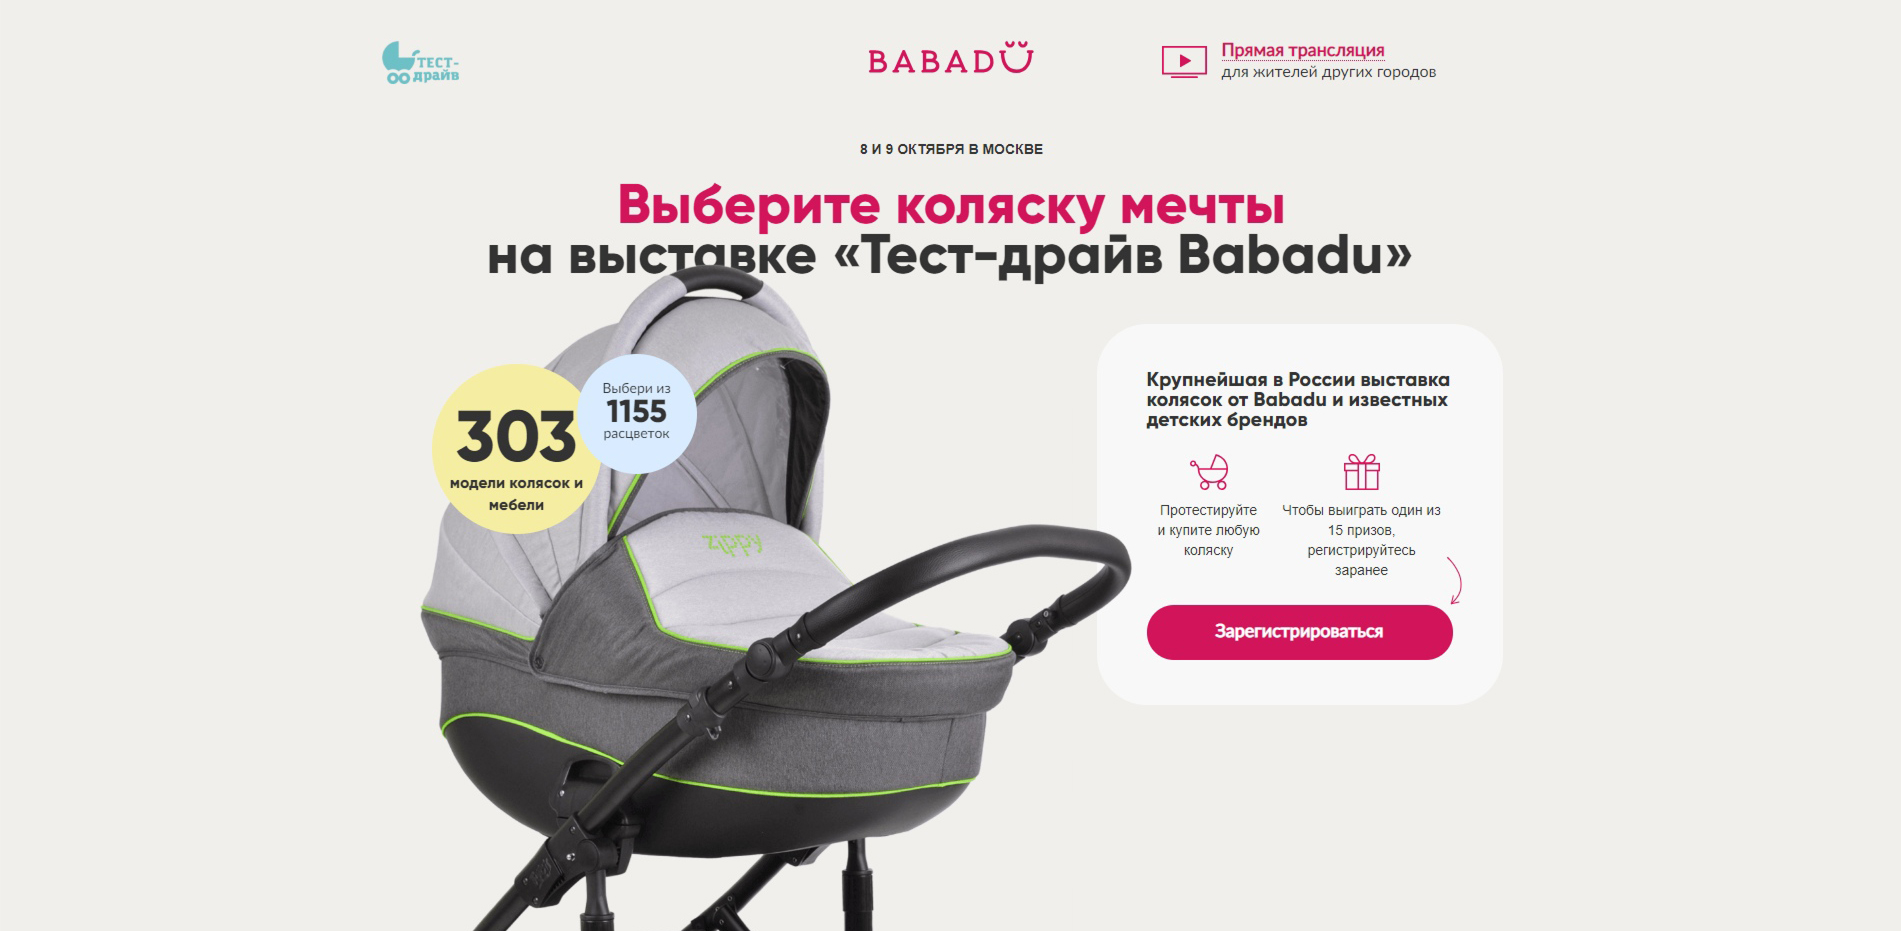 ТЕСТ-
драйв
BABADU
Прямая трансляция
для жителей других городов
8 И 9 ОКТЯБРЯ В МОСКВЕ
Выберите коляску мечты
на выставке «Тест-драйв Babadu»
303
модели колясок и
мебели
Выбери из
1155
расцветок
zippy
Крупнейшая в России выставка
колясок от Babadu и известных
детских брендов
Протестируйте
и купите любую
коляску
Чтобы выиграть один из
15 призов,
регистрируйтесь
заранее
Зарегистрироваться